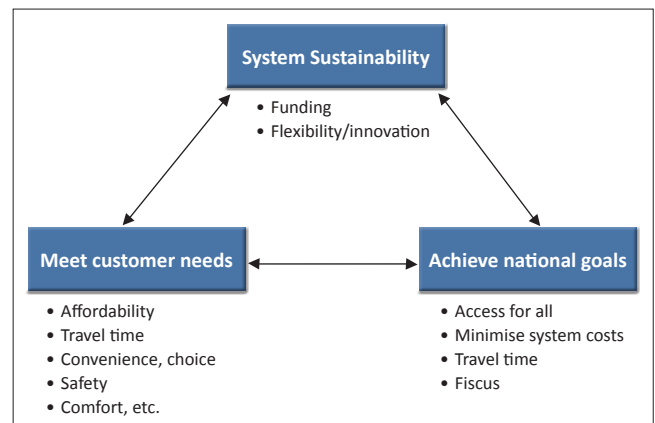 System Sustainability
• Funding
• Flexibility/innovation
Meet customer needs
• Affordability
• Travel time
• Convenience, choice
• Safety
• Comfort, etc.
Achieve national goals
• Access for all
• Minimise system costs
• Travel time
• Fiscus